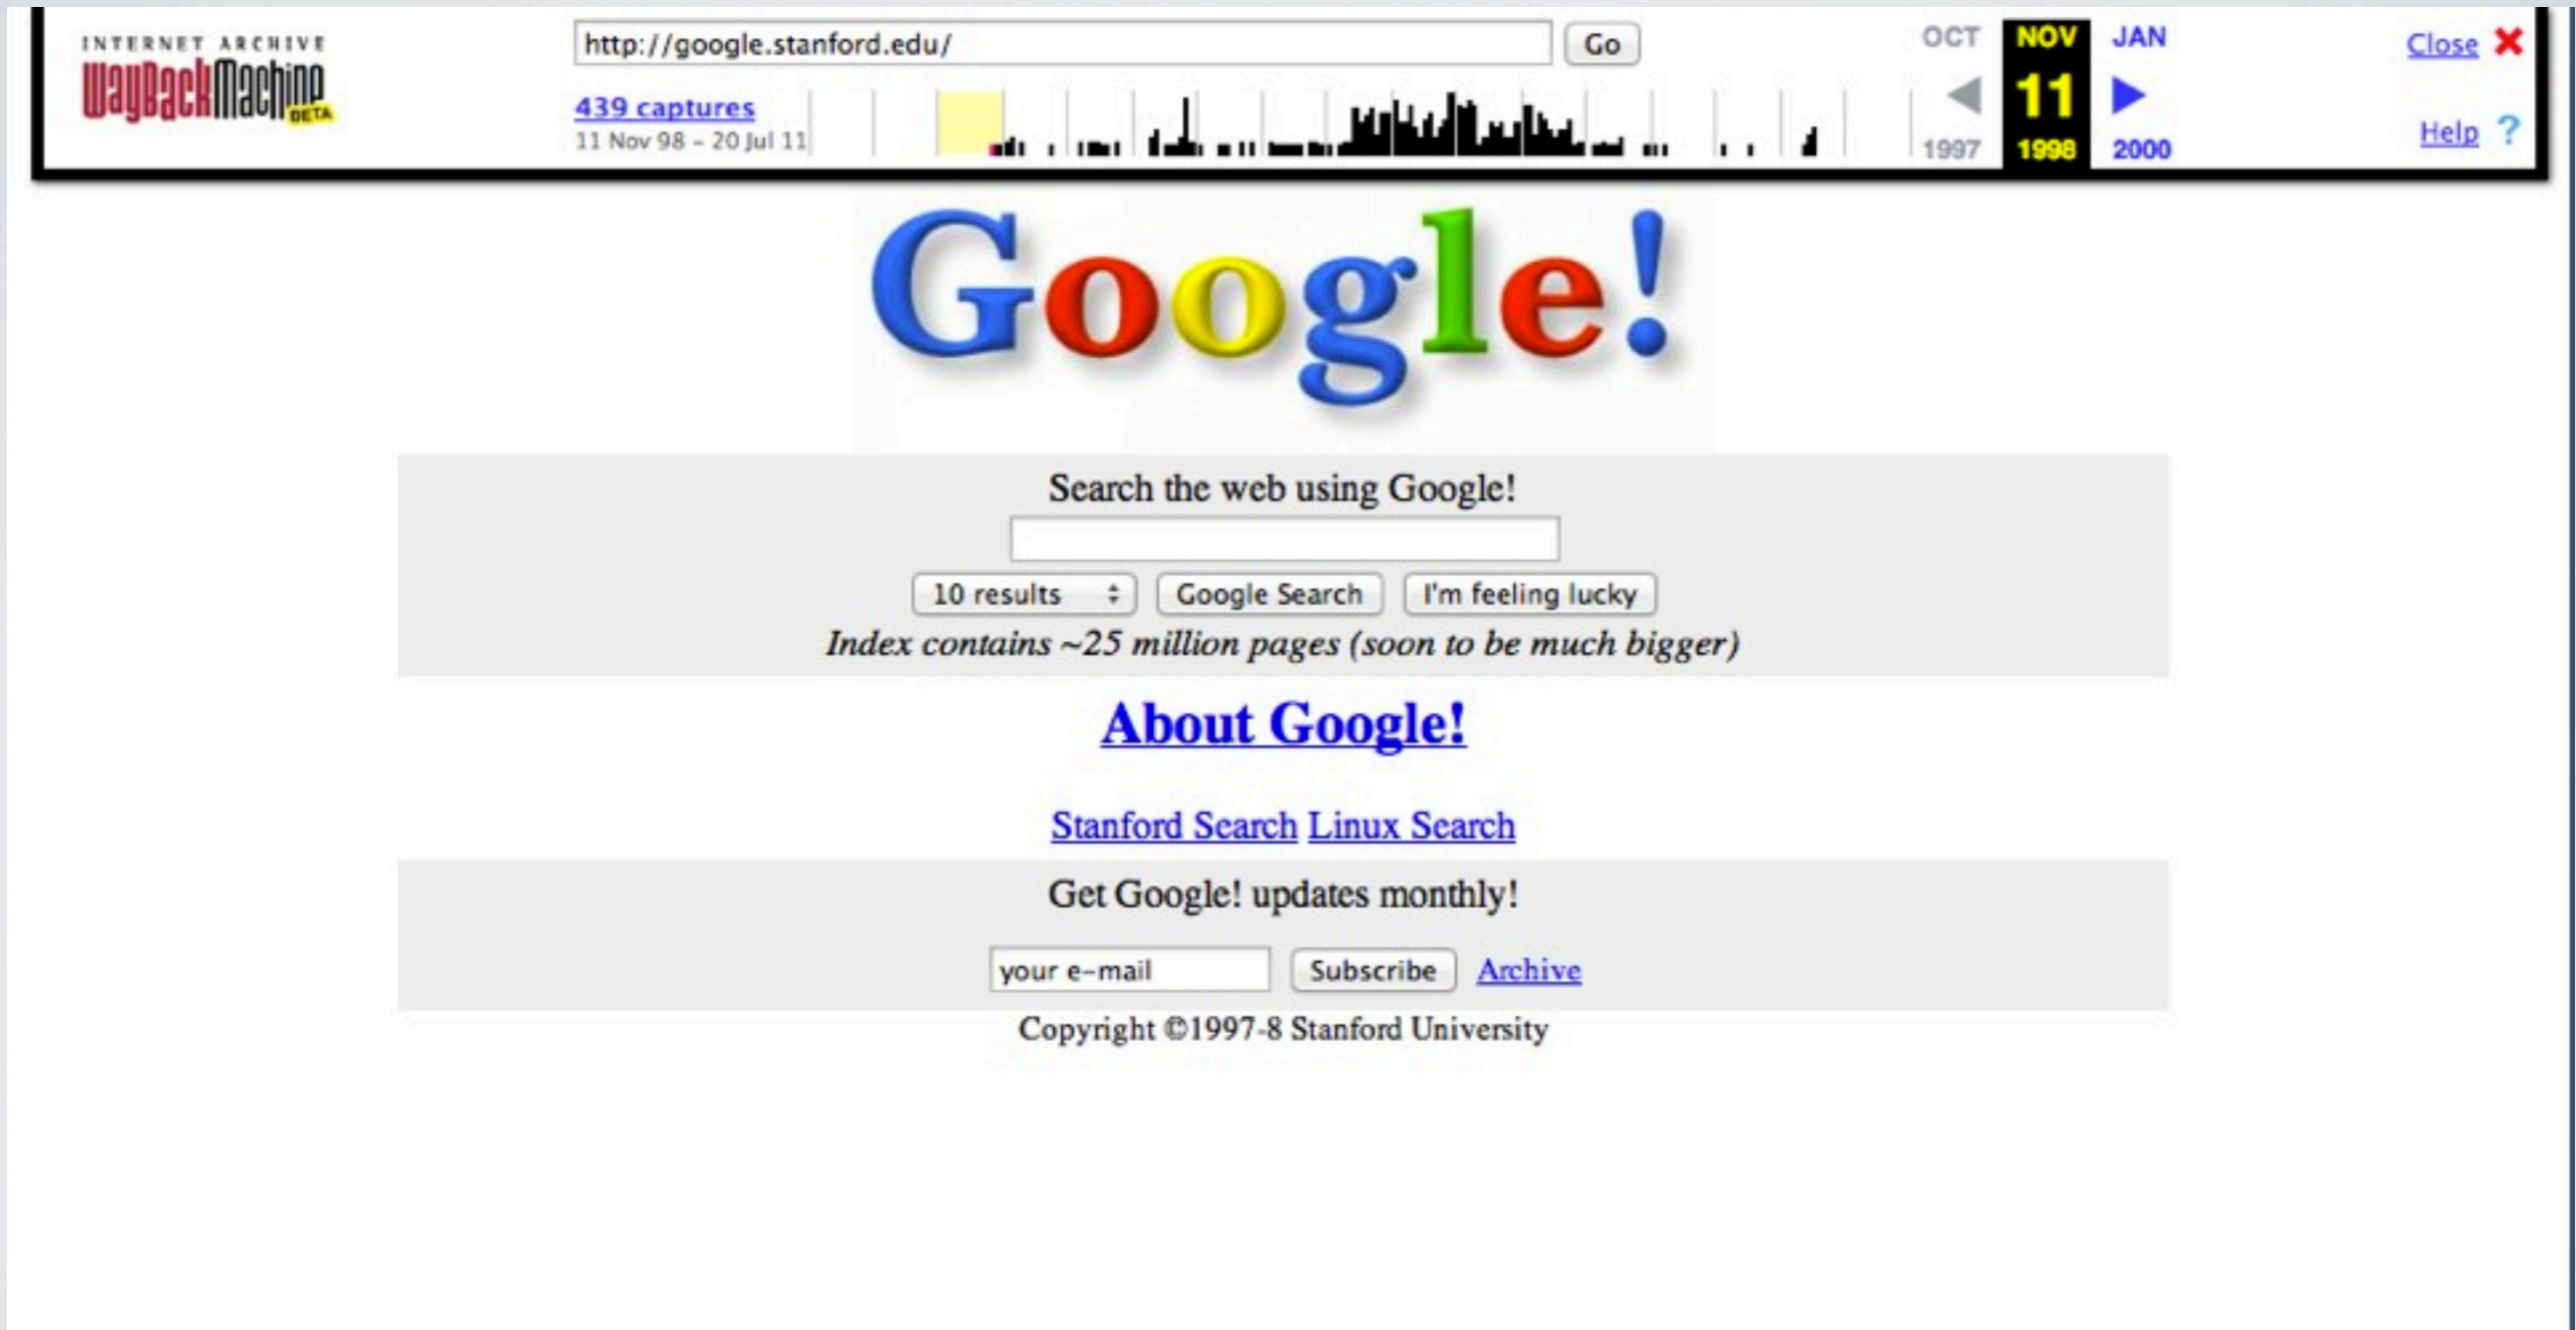 INTERNET ARCHIVE
WayBackMachine
BETA
http://google.stanford.edu/ Go
439 captures
11 Nov 98 - 20 Jul 11
OCT NOV JAN
11
1997 1998 2000
Close
Help ?
Google!
Search the web using Google!
10 results Google Search I'm feeling lucky
Index contains ~25 million pages (soon to be much bigger)
About Google!
Stanford Search Linux Search
Get Google! updates monthly!
your e-mail Subscribe Archive
Copyright ©1997-8 Stanford University